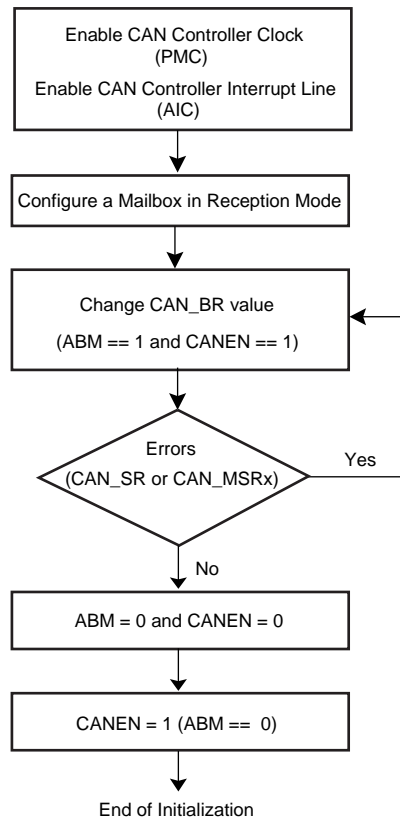 Enable CAN Controller Clock
(PMC)
Enable CAN Controller Interrupt Line
(AIC)
Configure a Mailbox in Reception Mode
Change CAN_BR value
(ABM == 1 and CANEN == 1)
Errors
(CAN_SR or CAN_MSRx)
Yes
No
ABM = 0 and CANEN = 0
CANEN = 1 (ABM == 0)
End of Initialization